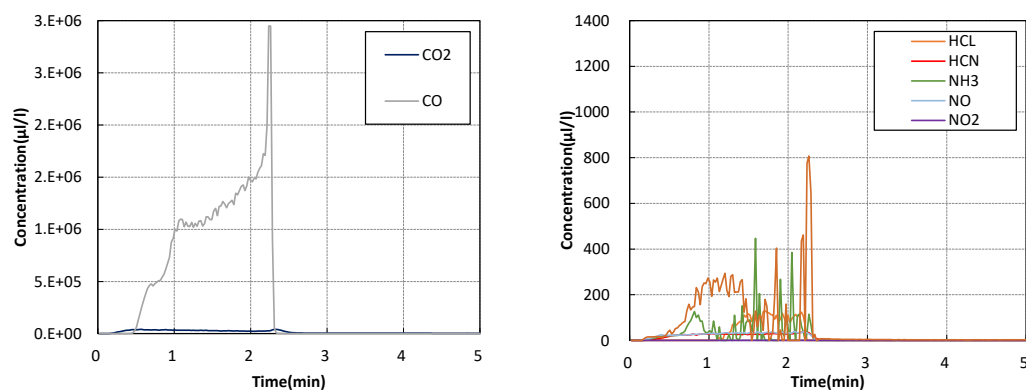 3.E+06
3.E+06
2.E+06
2.E+06
1.E+06
5.E+05
0.E+00
Concentration(µl/l)
CO2
CO
0
1
2
3
4
5
Time(min)
1400
1200
1000
800
600
400
200
0
Concentration(µl/l)
HCL
HCN
NH3
NO
NO2
0
1
2
3
4
5
Time(min)